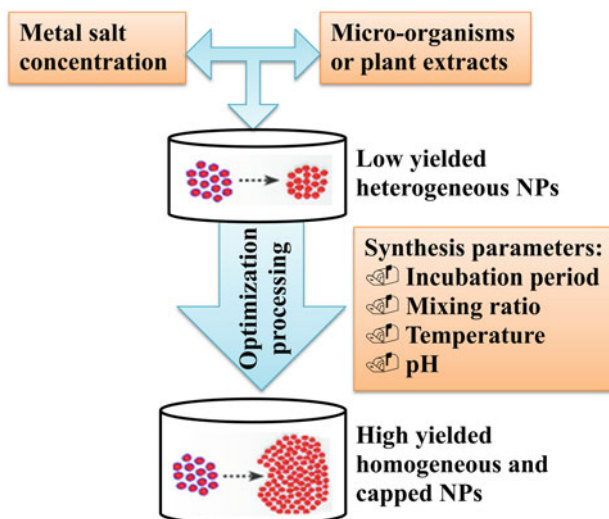 Metal salt
concentration
Micro-organisms
or plant extracts
Low yielded
heterogeneous NPs
Optimization
processing
Synthesis parameters:
Incubation period
Mixing ratio
Temperature
pH
High yielded
homogeneous and
capped NPs